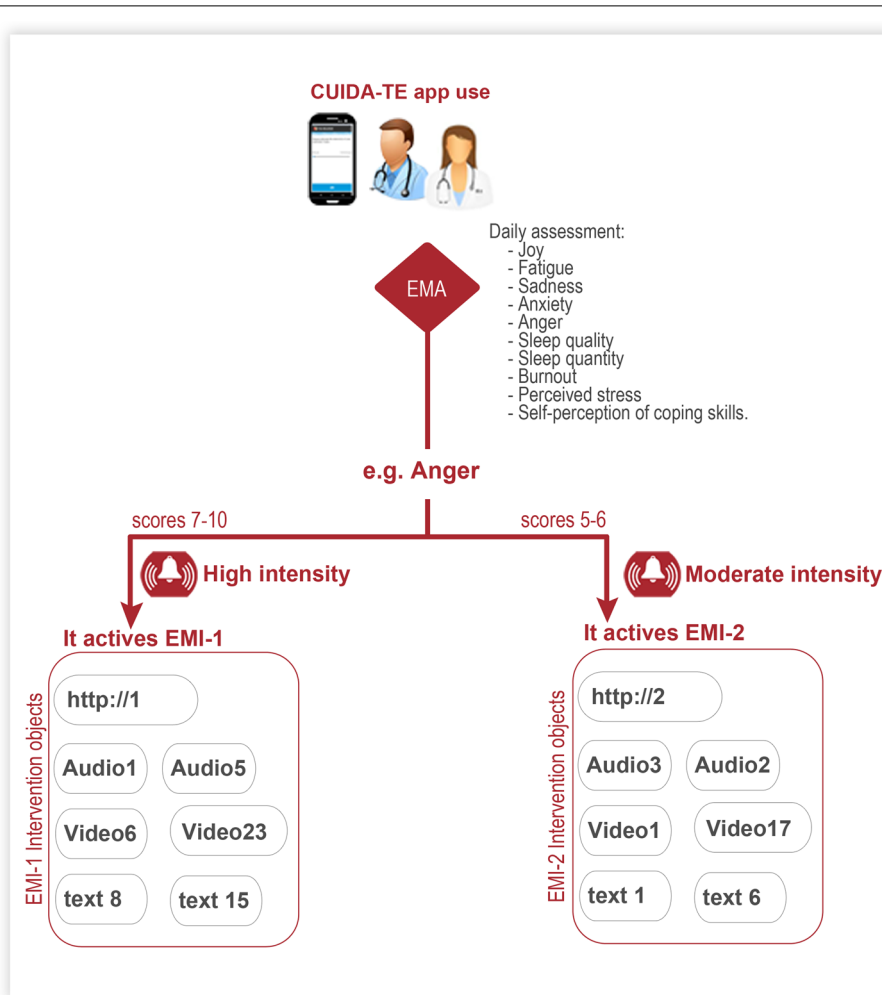 CUIDA-TE app use
Daily assessment:
- Joy
- Fatigue
- Sadness
- Anxiety
- Anger
- Sleep quality
- Sleep quantity
- Burnout
- Perceived stress
- Self-perception of coping skills.
EMA
e.g. Anger
scores 7-10
scores 5-6
High intensity
Moderate intensity
It actives EMI-1
EMI-1 Intervention objects
http://1
Audio1 Audio5
Video6 Video23
text 8 text 15
It actives EMI-2
EMI-2 Intervention objects
http://2
Audio3 Audio2
Video1 Video17
text 1 text 6